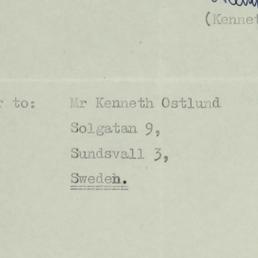 (Kennet
r to: Mr Kenneth Ostlund
Solgatan 9,
Sundsvall 3,
Sweden.